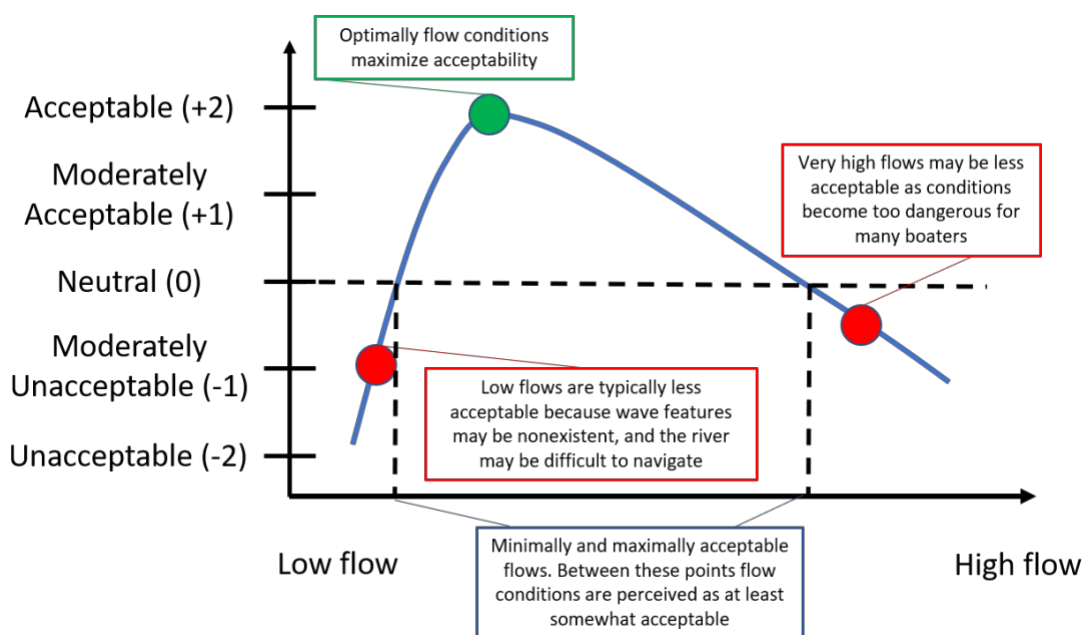 Optimally flow conditions
maximize acceptability
Acceptable (+2)
Moderately
Acceptable (+1)
Very high flows may be less
acceptable as conditions
become too dangerous for
many boaters
Neutral (0)
Moderately
Unacceptable (-1)
Low flows are typically less
acceptable because wave features
may be nonexistent, and the river
may be difficult to navigate
Unacceptable (-2)
Low flow
High flow
Minimally and maximally acceptable
flows. Between these points flow
conditions are perceived as at least
somewhat acceptable